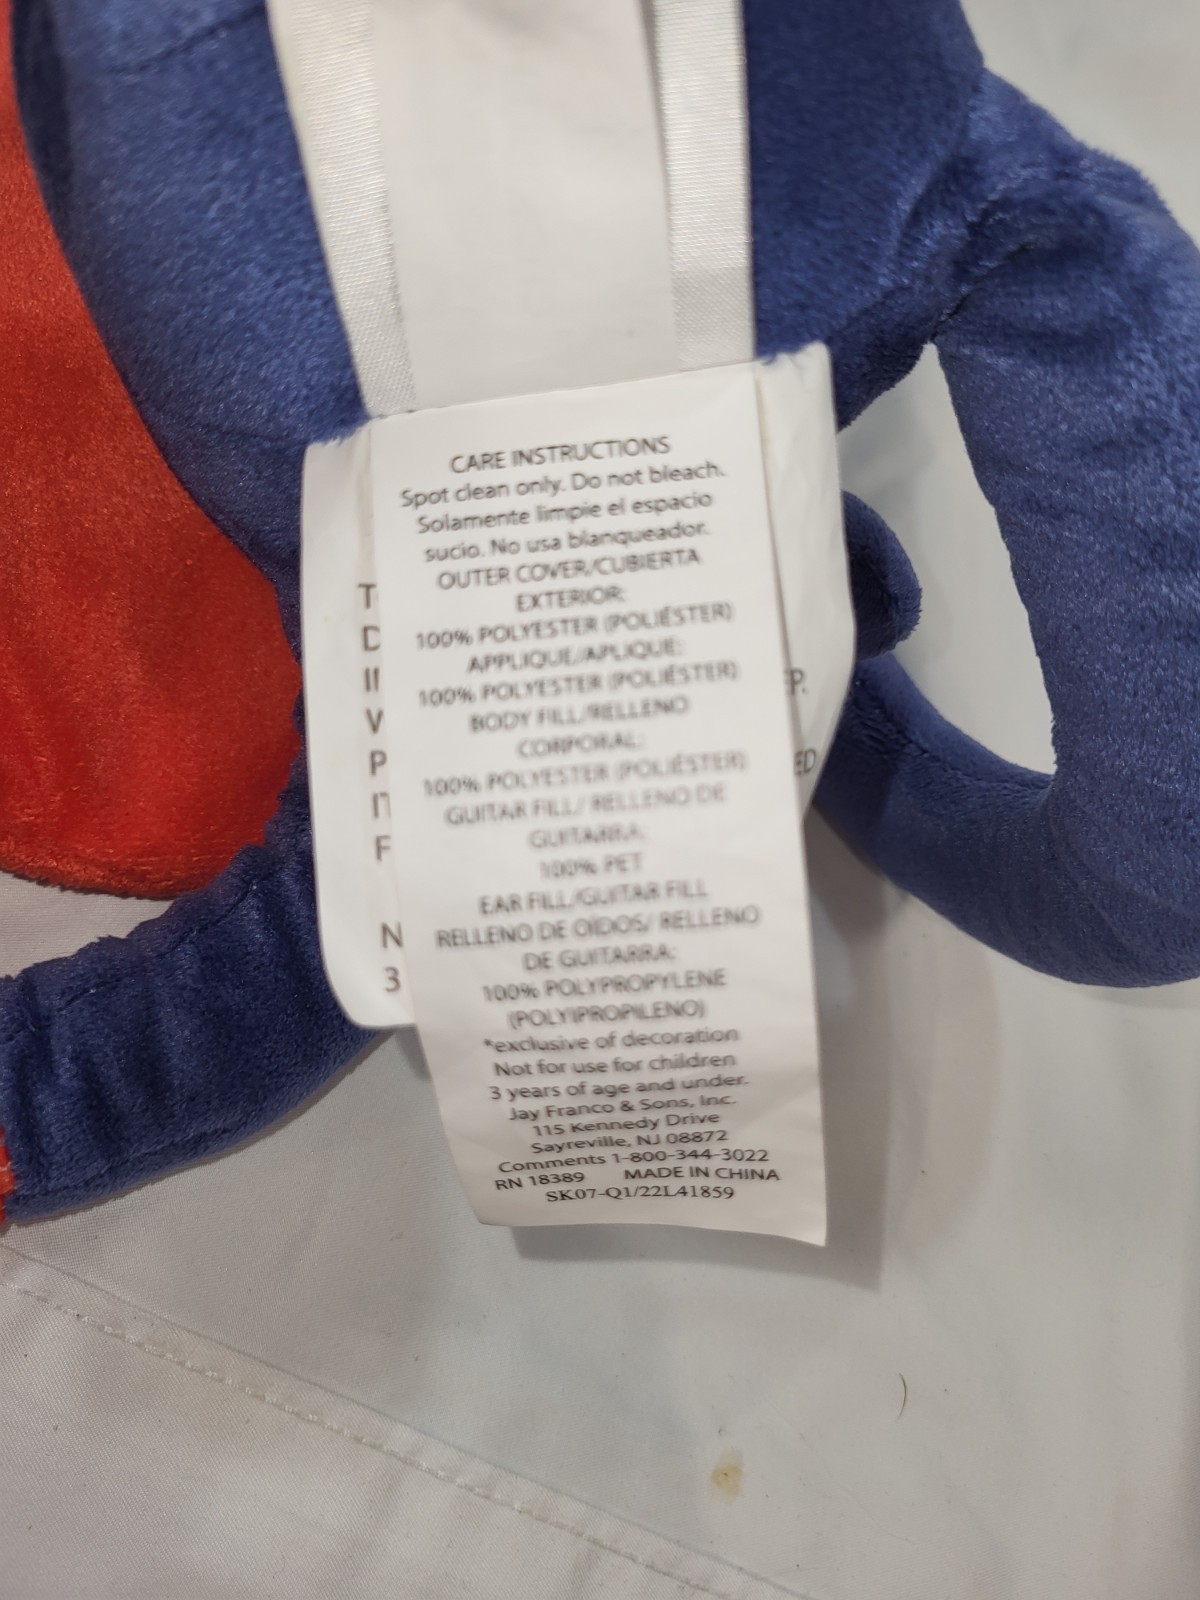 CARE INSTRUCTIONS
Spot clean only. Do not bleach.
Solamente limpie el espacio
sucio. No usa blanqueador.
OUTER COVER/CUBIERTA
EXTERIOR:
100% POLYESTER (POLIÉSTER)
APPLIQUE/APLIQUE:
100% POLYESTER (POLIÉSTER)
BODY FILL/RELLENO
CORPORAL:
100% POLYESTER (POLIÉSTER)
GUITAR FILL/ RELLENO DE
GUITARRA:
100% PET
EAR FILL/GUITAR FILL
RELLENO DE OÍDOS/ RELLENO
DE GUITARRA:
100% POLYPROPYLENE
(POLYIPROPILENO)
*exclusive of decoration
Not for use for children
3 years of age and under.
Jay Franco & Sons, Inc.
115 Kennedy Drive
Sayreville, NJ 08872
Comments 1-800-344-3022
RN 18389 MADE IN CHINA
SK07-Q1/22L41859